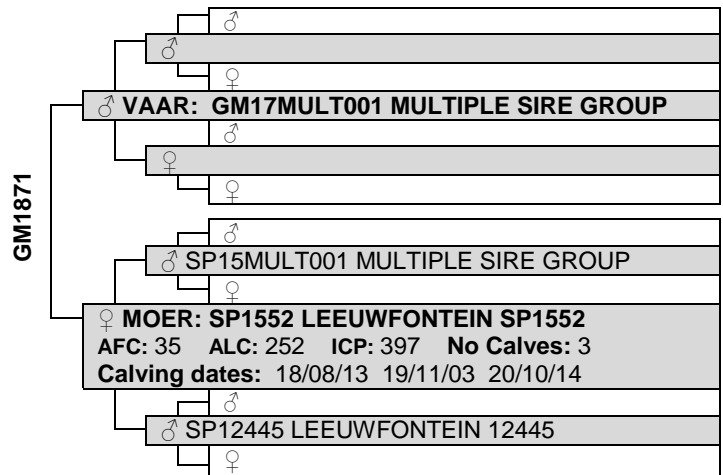 ♂
♂
♀
♂ VAAR: GM17MULT001 MULTIPLE SIRE GROUP
♂
♀
♀
GM1871
♂
♂ SP15MULT001 MULTIPLE SIRE GROUP
♀
♀ MOER: SP1552 LEEUWFONTEIN SP1552
AFC: 35 ALC: 252 ICP: 397 No Calves: 3
Calving dates: 18/08/13 19/11/03 20/10/14
♂
♂ SP12445 LEEUWFONTEIN 12445
♀